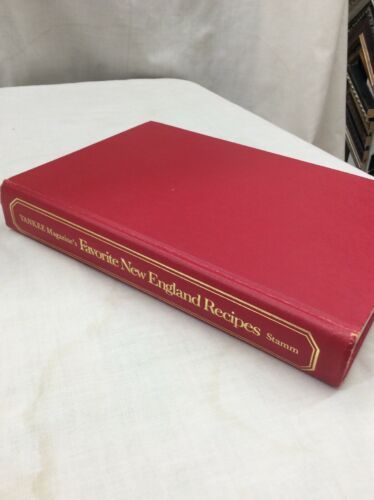 YANKEE Magazine's Favorite New England Recipes Stamm